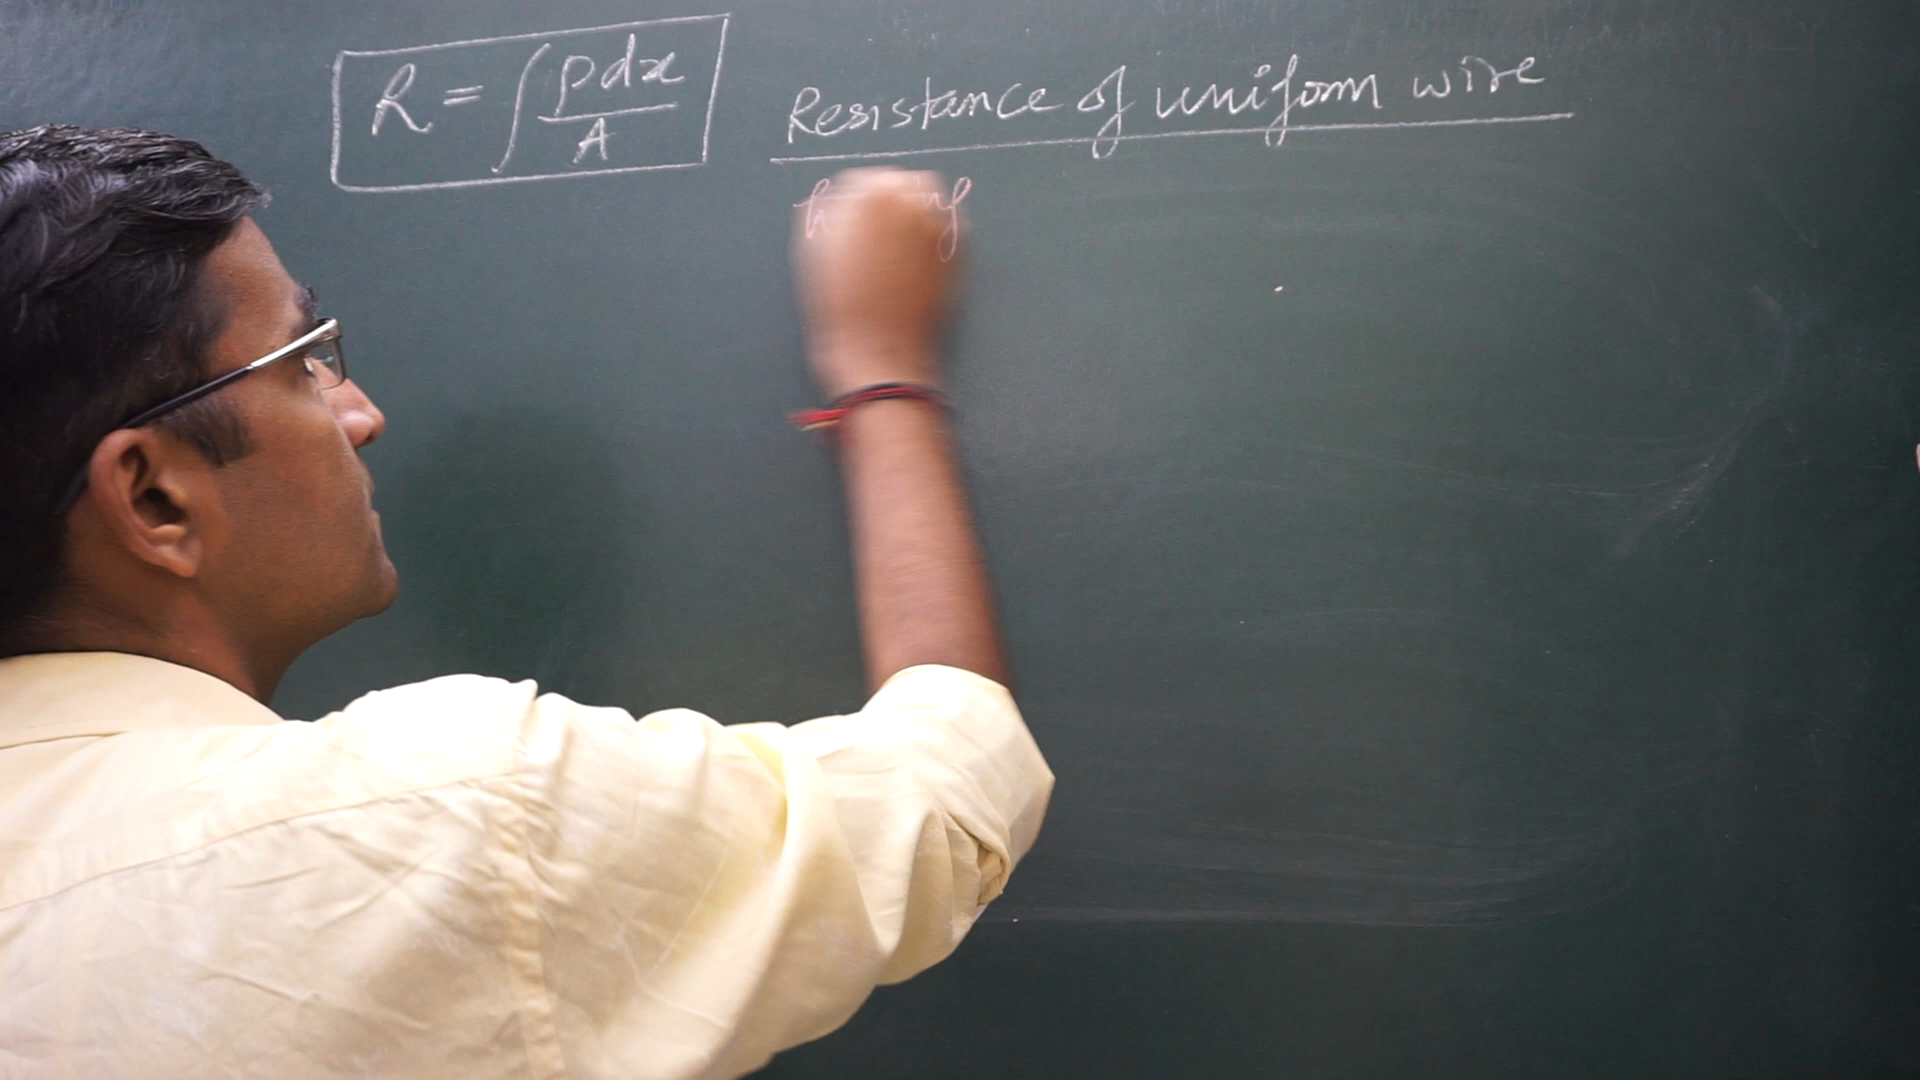 R = ∫ ρdx / A
Resistance of uniform wire